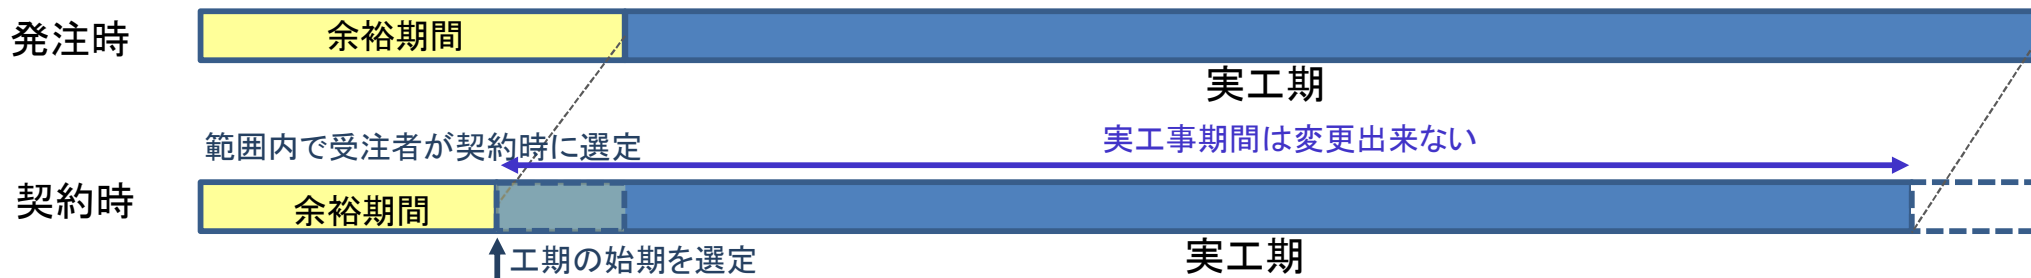 発注時
余裕期間
実工期
範囲内で受注者が契約時に選定
実工事期間は変更出来ない
契約時
余裕期間
工期の始期を選定
実工期